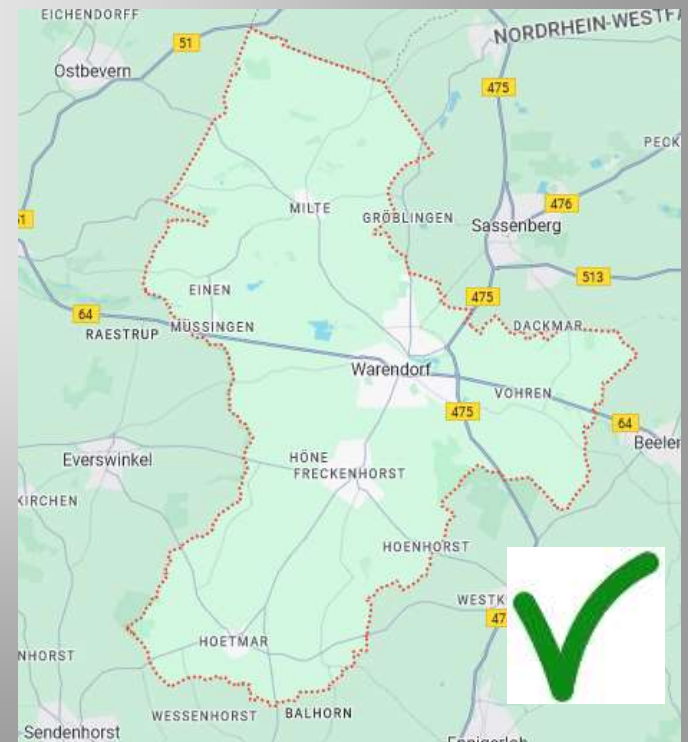 EICHENDORFF
NORDRHEIN-WESTFA
51
Ostbevern
475
PECK
MILTE
476
GRÖBLINGEN
Sassenberg
51
513
EINEN
475
64
MÜSSINGEN
DACKMAR
RAESTRUP
Warendorf
VOHREN
475
64
Beelen
HÖNE
Everswinkel
FRECKENHORST
KIRCHEN
HOENHORST
WESTK
47
HOETMAR
NHORST
WESSENHORST
BALHORN
Sendenhorst